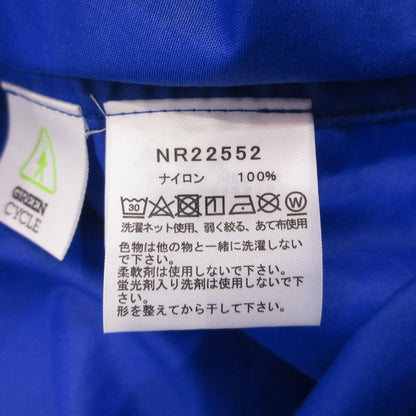 NR22552
ナイロン 100%
30
W
洗濯ネット使用、弱く絞る、あて布使用
色物は他の物と一緒に洗濯しない
で下さい。
柔軟剤は使用しないで下さい。
蛍光剤入り洗剤は使用しないで下
さい。
形を整えてから干して下さい。
GREEN
CYCLE